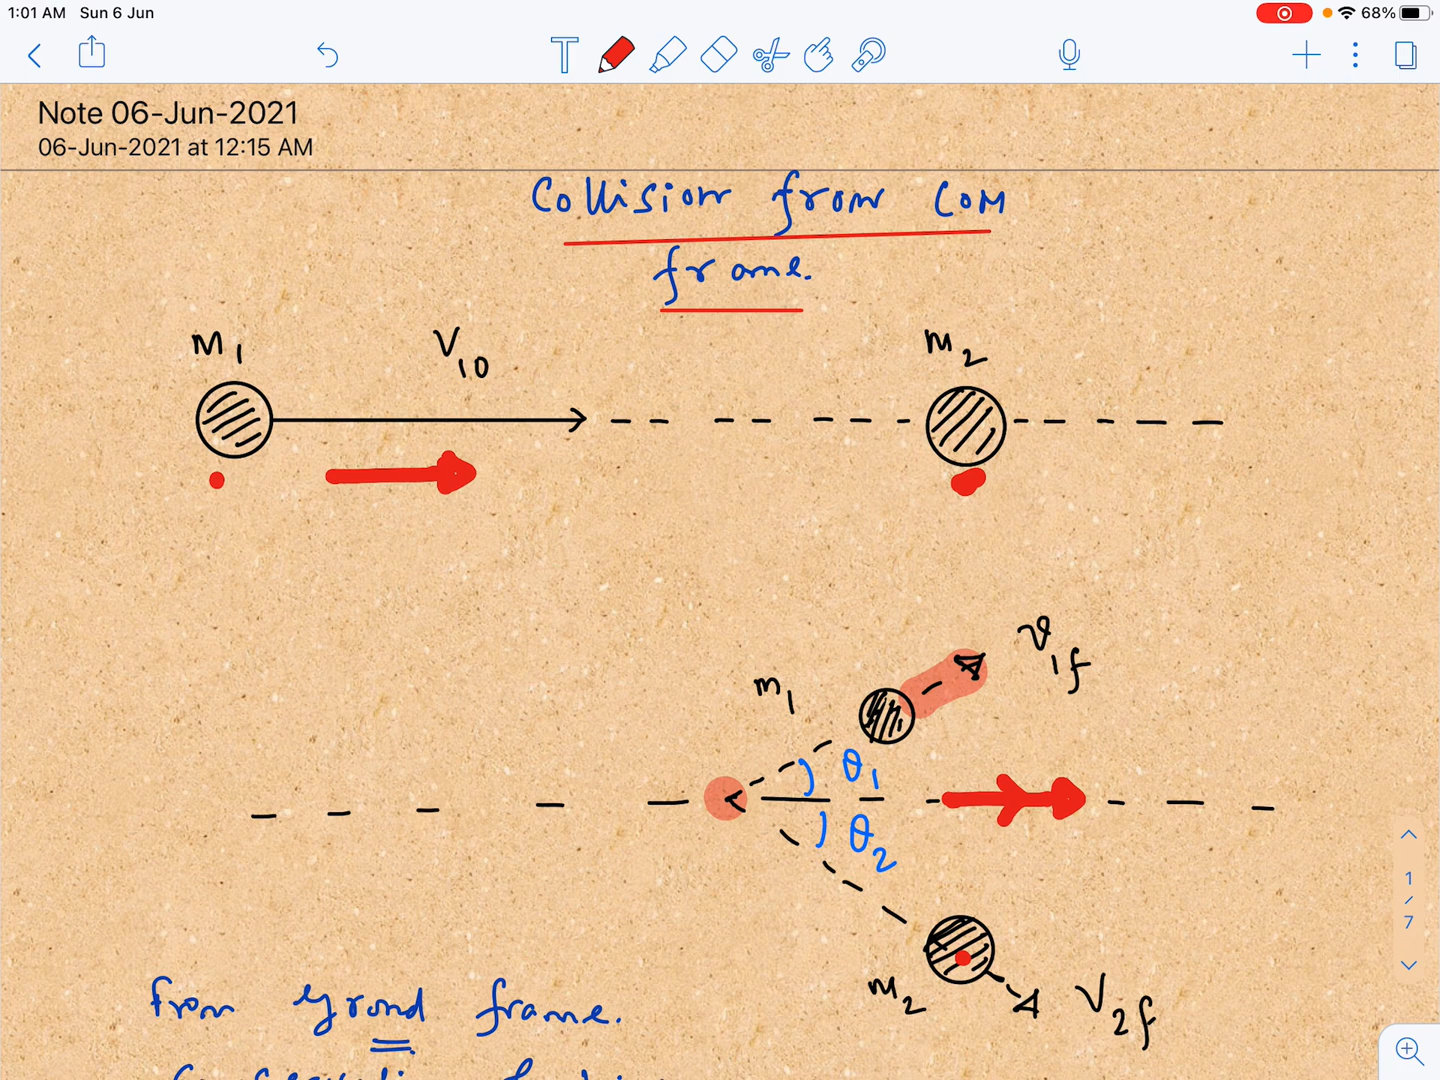 1:01 AM Sun 6 Jun 68%
Note 06-Jun-2021
06-Jun-2021 at 12:15 AM
Collision from COM
frame.
M1 V10 m2
v1f
m1
θ1
θ2
m2 V2f
From grond frame.
1
/
7